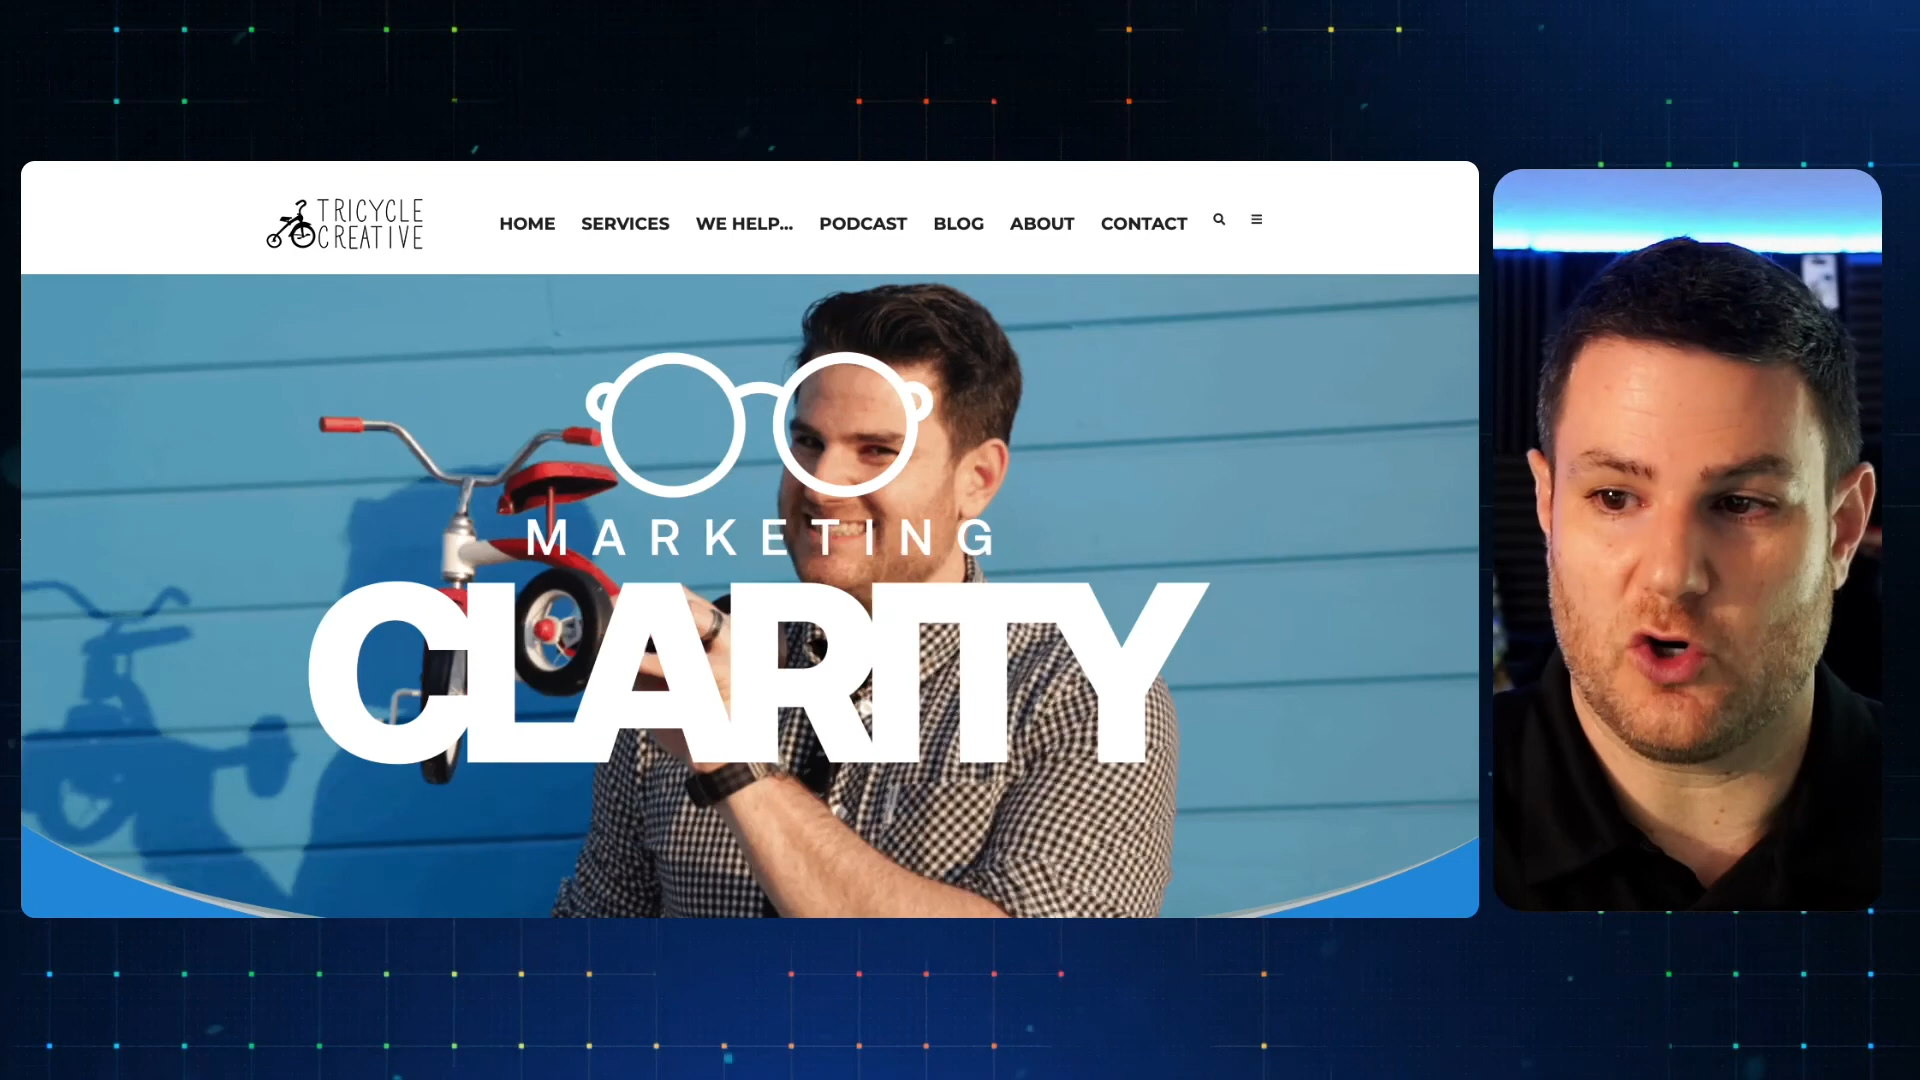 TRICYCLE
CREATIVE
HOME SERVICES WE HELP... PODCAST BLOG ABOUT CONTACT
MARKETING
CLARITY